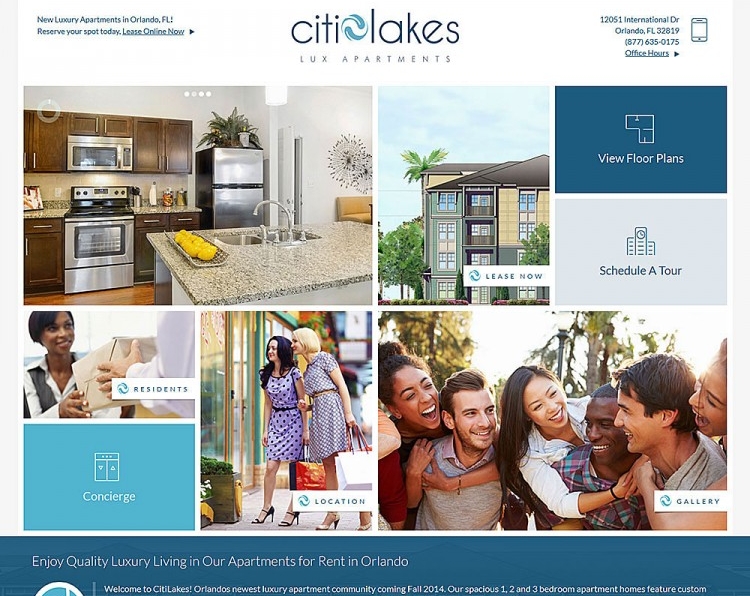 New Luxury Apartments in Orlando, FL!
Reserve your spot today, Lease Online Now
citilakes
LUX APARTMENTS
12051 International Dr
Orlando, FL 32819
(877) 635-0175
Office Hours
View Floor Plans
LEASE NOW
Schedule A Tour
RESIDENTS
Concierge
LOCATION
GALLERY
Enjoy Quality Luxury Living in Our Apartments for Rent in Orlando
Welcome to CitiLakes! Orlandos newest luxury apartment community coming Fall 2014. Our spacious 1, 2 and 3 bedroom apartment homes feature custom